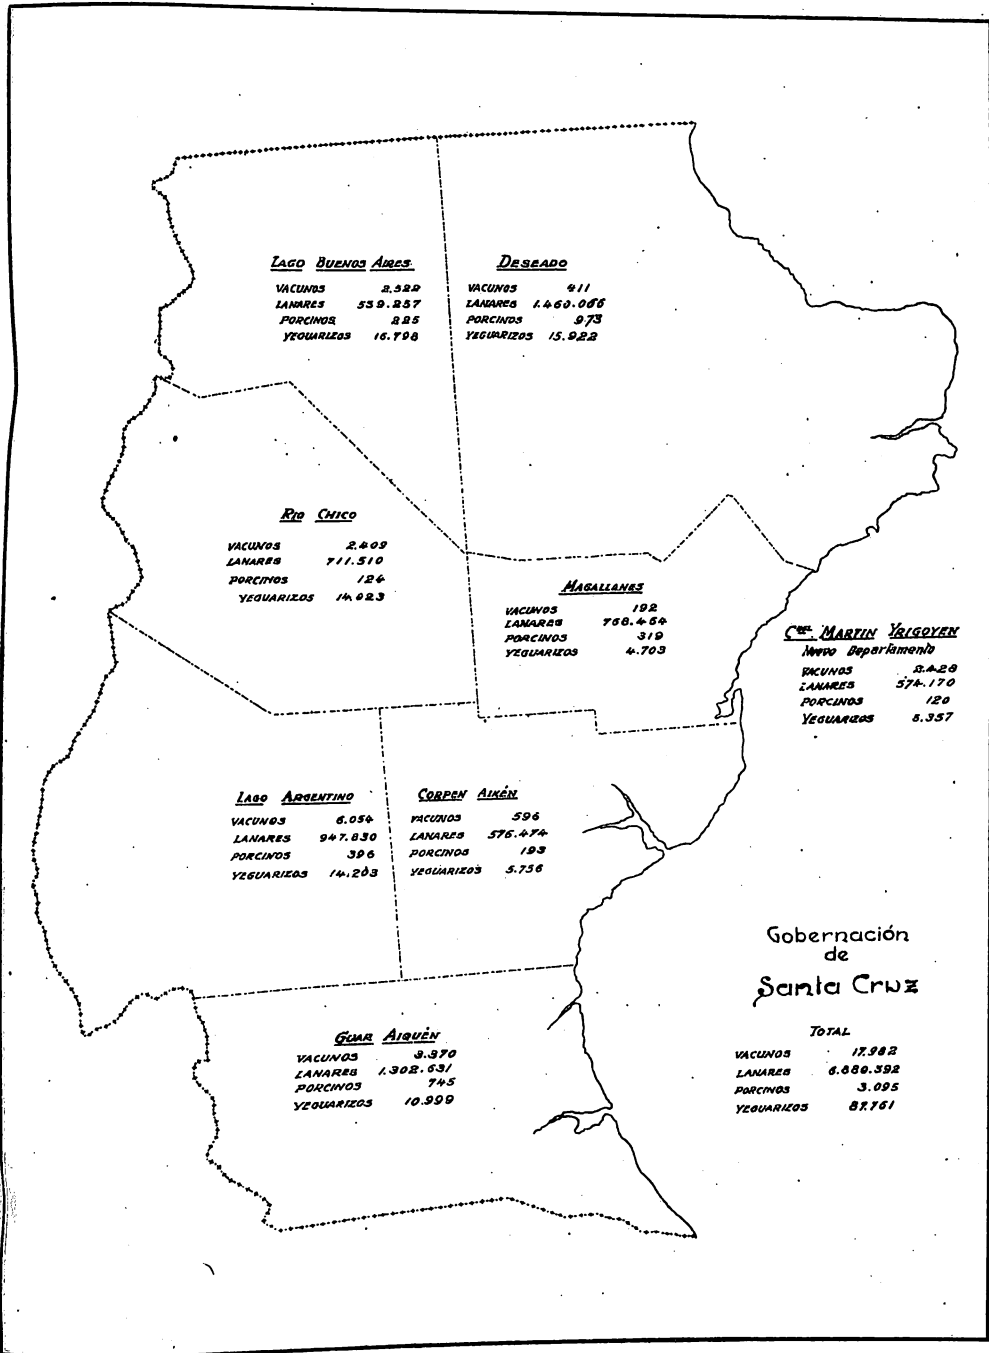 LAGO BUENOS AIRES
VACUNOS 2.522
LANARES 539.257
PORCINOS 225
YEGUARIZOS 16.798
DESEADO
VACUNOS 411
LANARES 1.460.066
PORCINOS 973
YEGUARIZOS 15.922
RIO CHICO
VACUNOS 2.409
LANARES 711.510
PORCINOS 124
YEGUARIZOS 14.023
MAGALLANES
VACUNOS 192
LANARES 768.454
PORCINOS 319
YEGUARIZOS 4.703
CNEL MARTIN YRIGOYEN
Nuevo Departamento
VACUNOS 2.428
LANARES 574.170
PORCINOS 120
YEGUARIZOS 5.357
LAGO ARGENTINO
VACUNOS 6.054
LANARES 947.830
PORCINOS 396
YEGUARIZOS 14.203
CORPEN AIKÉN
VACUNOS 596
LANARES 576.474
PORCINOS 193
YEGUARIZOS 5.756
GUAR AIQUÉN
VACUNOS 3.370
LANARES 1.302.631
PORCINOS 745
YEGUARIZOS 10.999
Gobernación
de
Santa Cruz
TOTAL
VACUNOS 17.982
LANARES 6.880.392
PORCINOS 3.095
YEGUARIZOS 87.761